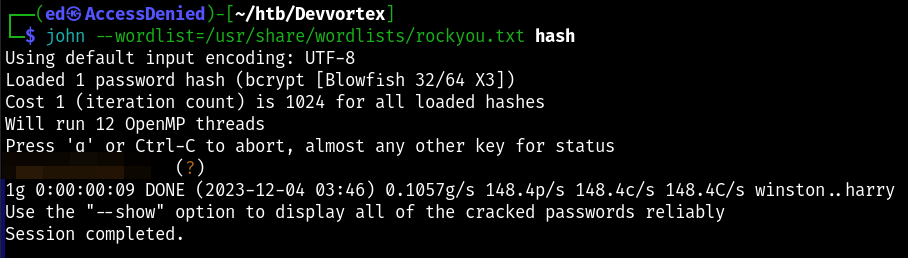 ┌──(ed㉿AccessDenied)-[~/htb/Devvortex]
└─$ john --wordlist=/usr/share/wordlists/rockyou.txt hash
Using default input encoding: UTF-8
Loaded 1 password hash (bcrypt [Blowfish 32/64 X3])
Cost 1 (iteration count) is 1024 for all loaded hashes
Will run 12 OpenMP threads
Press 'q' or Ctrl-C to abort, almost any other key for status
(?)
1g 0:00:00:09 DONE (2023-12-04 03:46) 0.1057g/s 148.4p/s 148.4c/s 148.4C/s winston..harry
Use the "--show" option to display all of the cracked passwords reliably
Session completed.